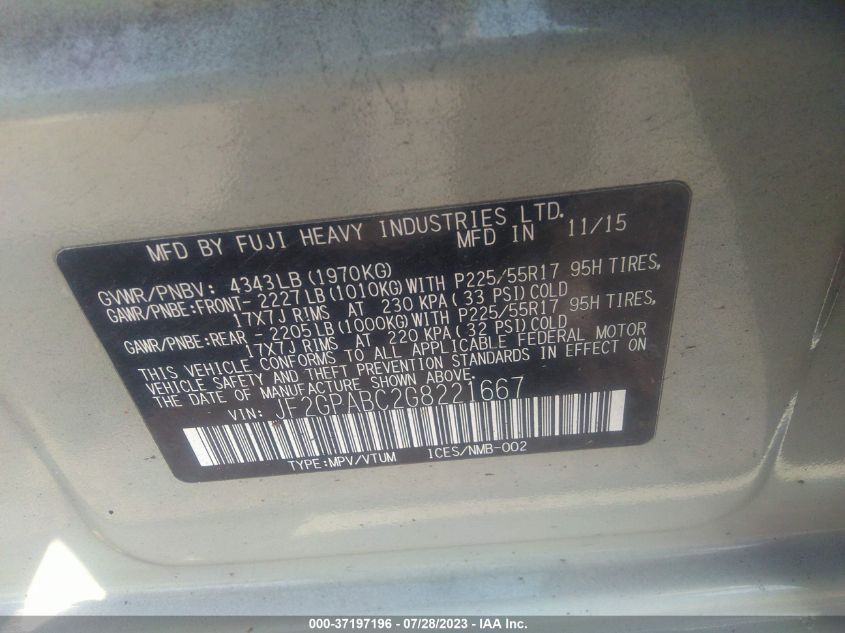 MFD BY FUJI HEAVY INDUSTRIES LTD.
MFD IN 11/15
GVWR/PNBV: 4343LB(1970KG)
GAWR/PNBE:FRONT-2227LB(1010KG)WITH P225/55R17 95H TIRES,
17X7J RIMS AT 230 KPA(33 PSI)COLD
GAWR/PNBE:REAR -2205LB(1000KG)WITH P225/55R17 95H TIRES,
17X7J RIMS AT 220 KPA(32 PSI)COLD
THIS VEHICLE CONFORMS TO ALL APPLICABLE FEDERAL MOTOR
VEHICLE SAFETY AND THEFT PREVENTION STANDARDS IN EFFECT ON
THE DATE OF MANUFACTURE SHOWN ABOVE.
VIN: JF2GPABC2G8221667
TYPE:MPV/VTUM ICES/NMB-002
000-37197196 - 07/28/2023 - IAA Inc.